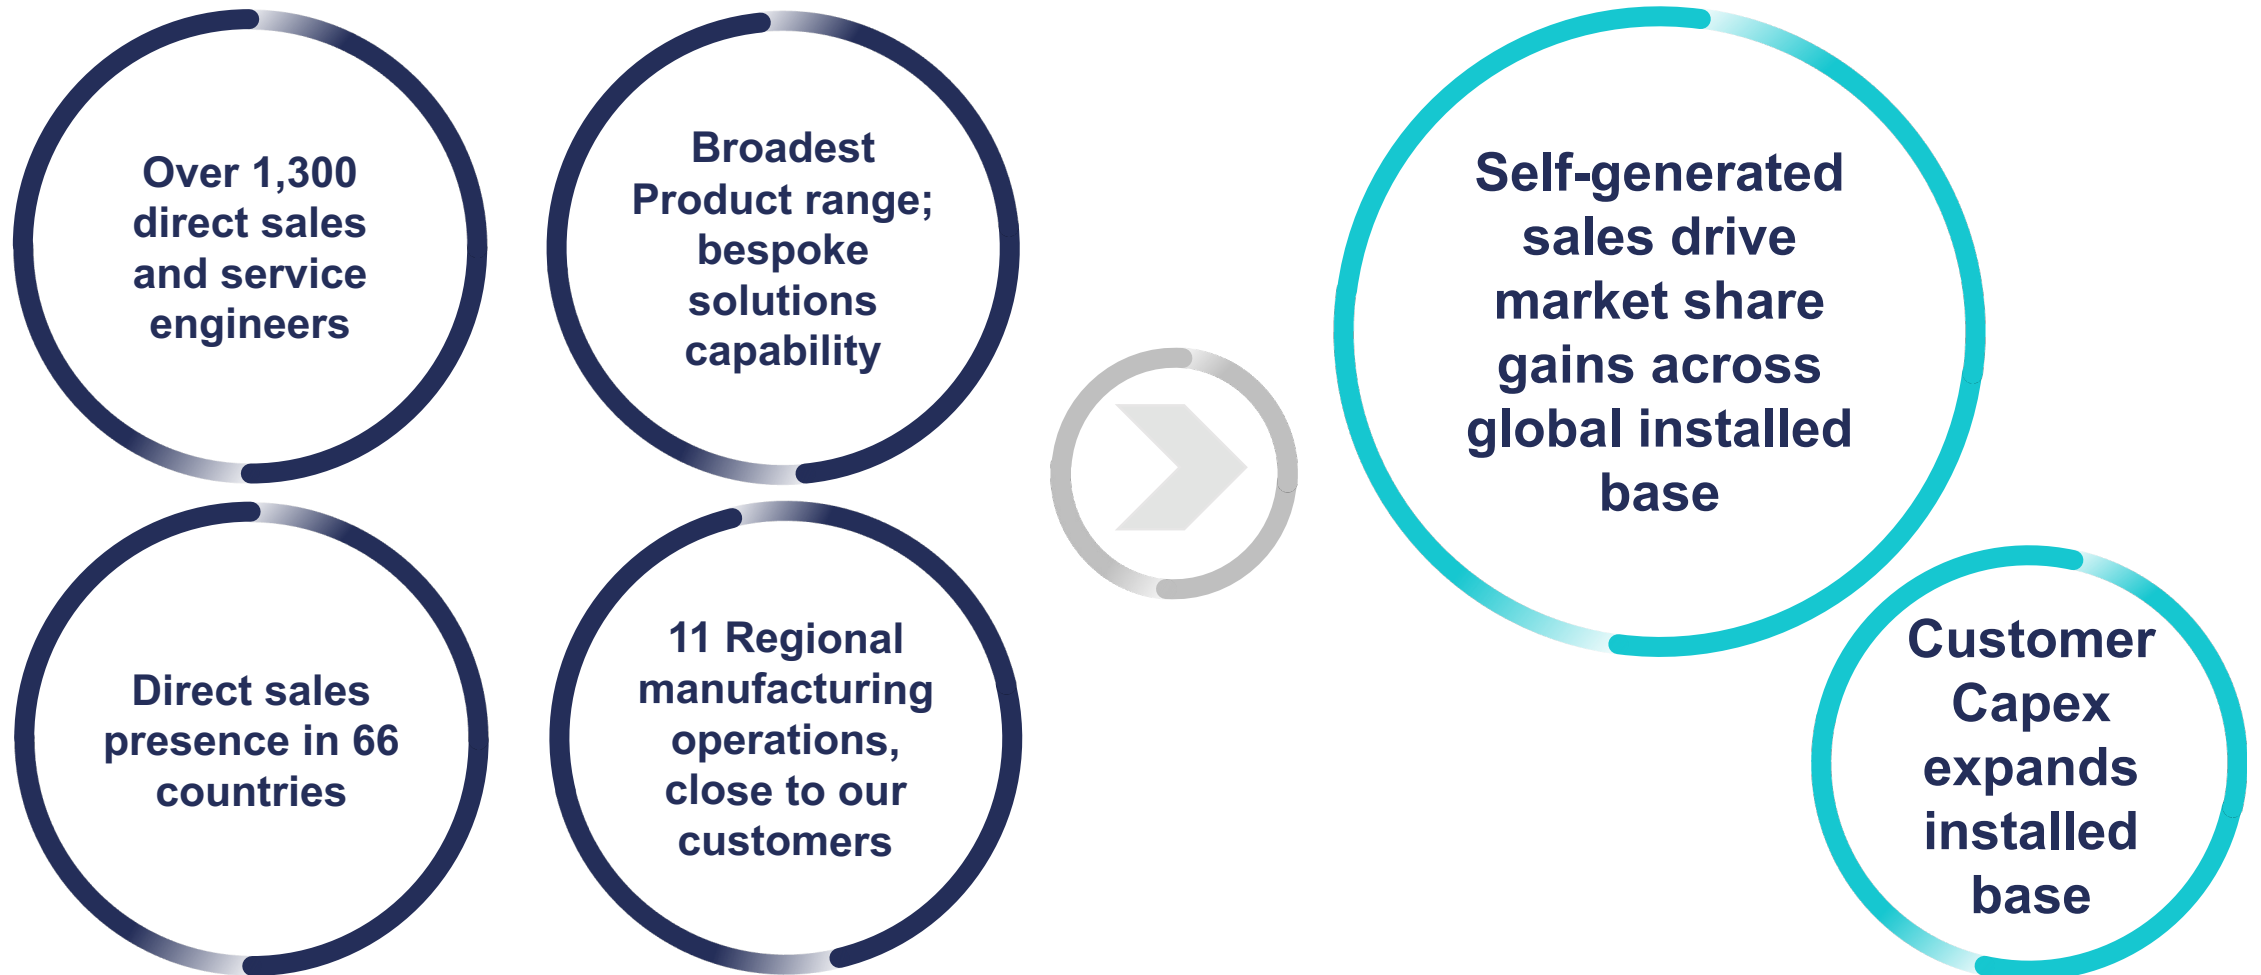 Over 1,300
direct sales
and service
engineers
Broadest
Product range;
bespoke
solutions
capability
Direct sales
presence in 66
countries
11 Regional
manufacturing
operations,
close to our
customers
Self-generated
sales drive
market share
gains across
global installed
base
Customer
Capex
expands
installed
base